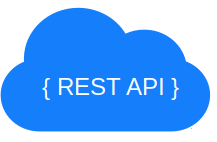 { REST API }